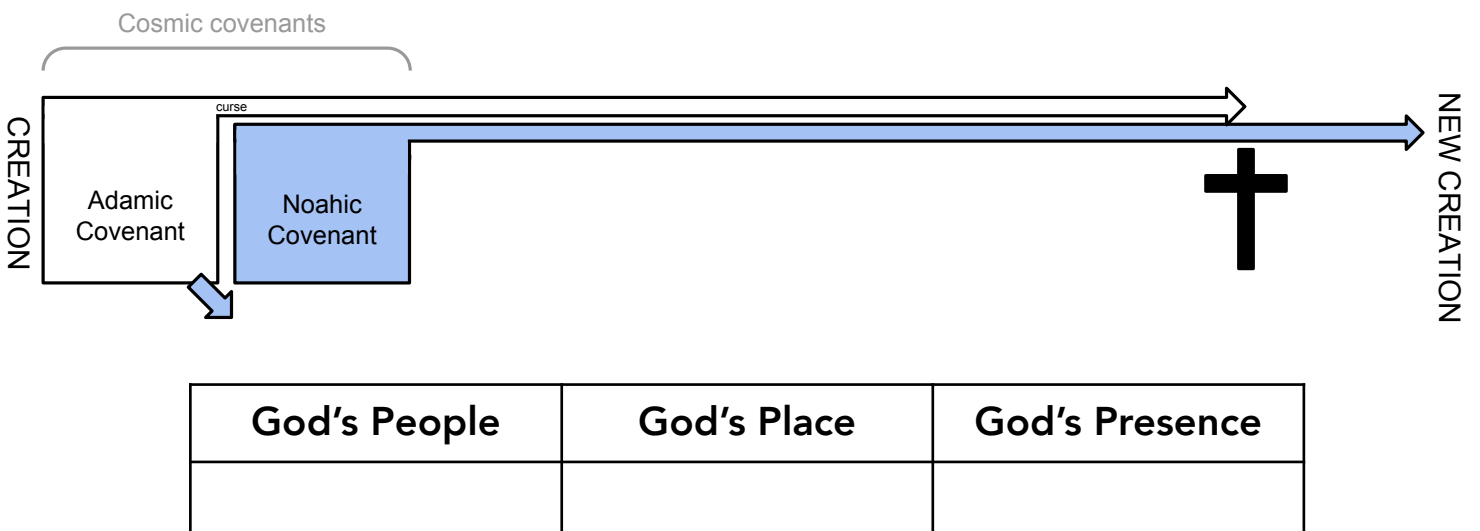 Cosmic covenants
CREATION
curse
Adamic
Covenant
Noahic
Covenant
NEW CREATION
God’s People
God’s Place
God’s Presence